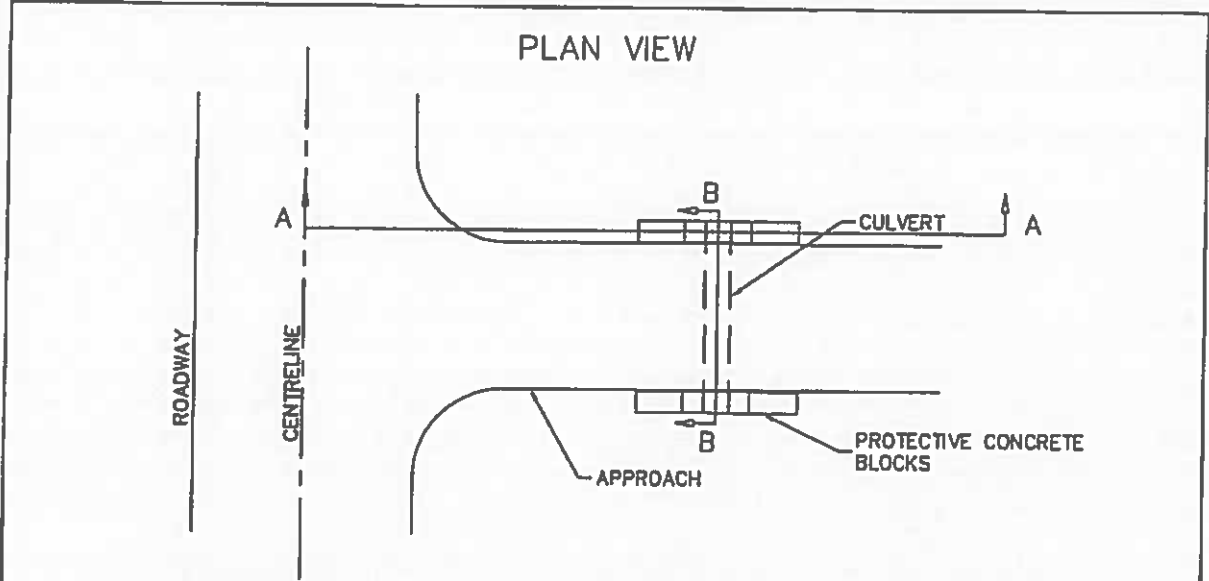 PLAN VIEW
B
A
CULVERT
A
ROADWAY
CENTRELINE
B
PROTECTIVE CONCRETE
BLOCKS
APPROACH